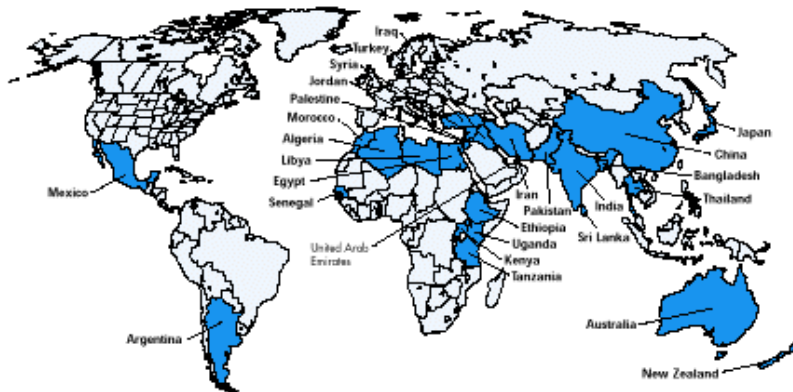 Iraq
Turkey
Syria
Jordan
Palestine
Morocco
Algeria
Libya
Egypt
Senegal
Mexico
Argentina
United Arab
Emirates
Iran
Pakistan
Ethiopia
Uganda
Kenya
Tanzania
India
Sri Lanka
Japan
China
Bangladesh
Thailand
Australia
New Zealand